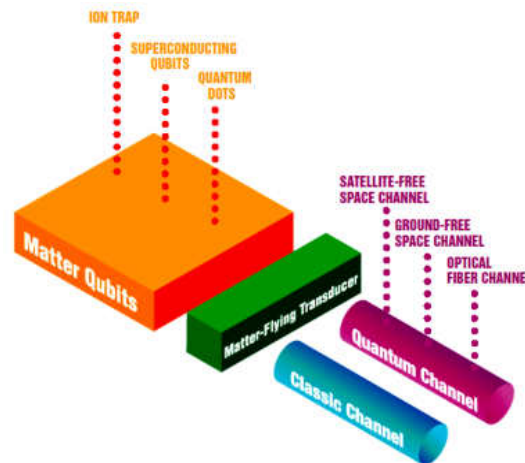 ION TRAP
SUPERCONDUCTING
QUBITS
QUANTUM
DOTS
SATELLITE-FREE
SPACE CHANNEL
GROUND-FREE
SPACE CHANNEL
OPTICAL
FIBER CHANNE
Matter Qubits
Matter-Flying Transducer
Quantum Channel
Classic Channel